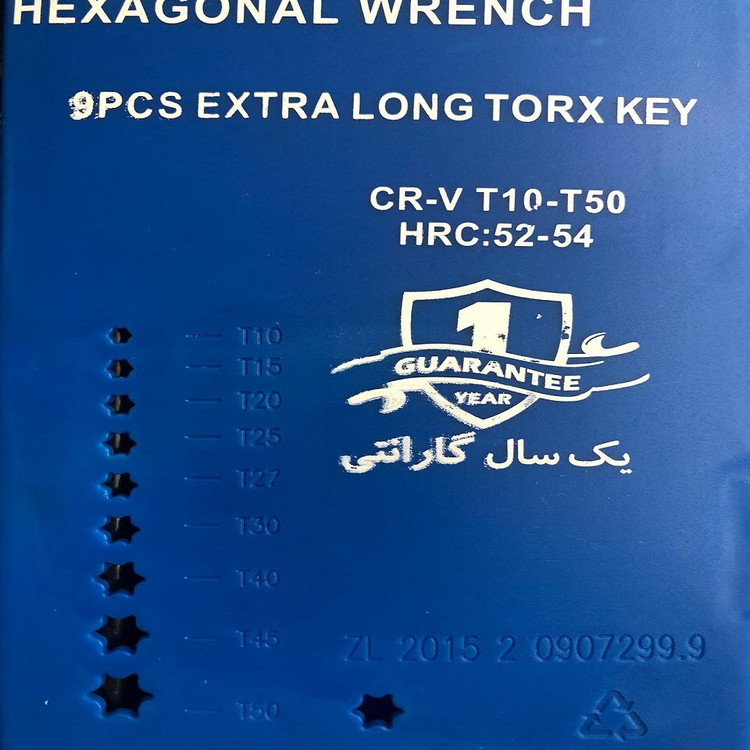 HEXAGONAL WRENCH
9PCS EXTRA LONG TORX KEY
CR-V T10-T50
HRC:52-54
1
GUARANTEE
YEAR
یک سال گارانتی
T10
T15
T20
T25
T27
T30
T40
T45
T50
ZL 2015 2 0907299.9